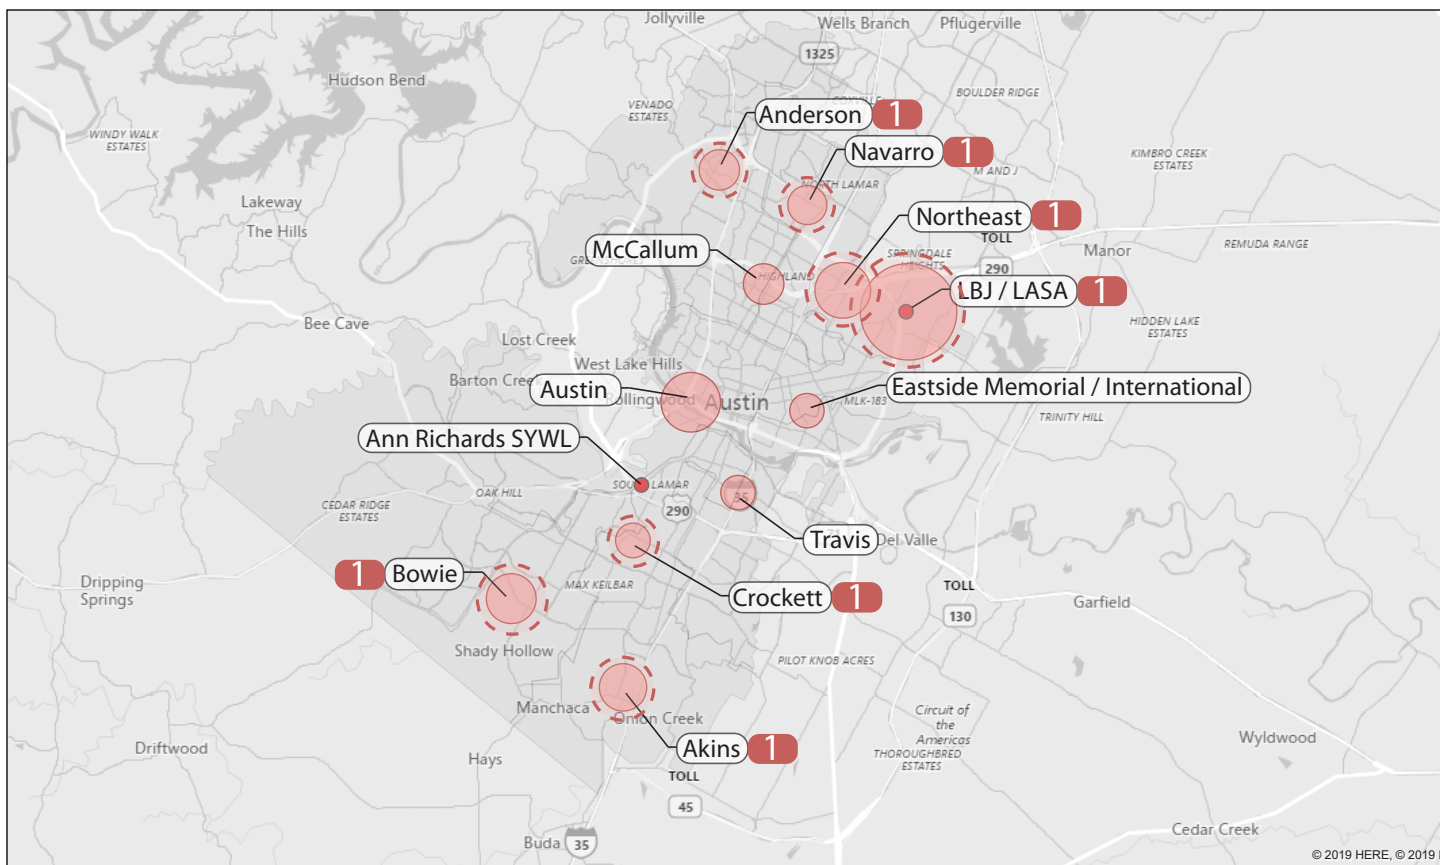 Jollyville
Wells Branch
Pflugerville
1325
Hudson Bend
BOULDER RIDGE
VENADO
ESTATES
COXVILLE
Anderson 1
WINDY WALK
ESTATES
Navarro 1
KIMBRO CREEK
ESTATES
M AND J
NORTH LAMAR
Lakeway
The Hills
Northeast 1
TOLL
290
SPRINGDALE
HEIGHTS
Manor
REMUDA RANGE
McCallum
HIGHLAND
LBJ / LASA 1
Bee Cave
HIDDEN LAKE
ESTATES
Lost Creek
West Lake Hills
Barton Creek
Austin
Rollingwood
Austin
Eastside Memorial / International
MLK-183
TRINITY HILL
Ann Richards SYWL
SOUTH LAMAR
OAK HILL
CEDAR RIDGE
ESTATES
290
35
Travis
Del Valle
1 Bowie
Dripping
Springs
MAX KEILBAR
Crockett 1
TOLL
130
Garfield
Shady Hollow
PILOT KNOB ACRES
Manchaca
Onion Creek
Circuit of
the
Americas
THOROUGHBRED
ESTATES
Wyldwood
Driftwood
Hays
Akins 1
TOLL
45
Buda
35
Cedar Creek
© 2019 HERE, © 2019